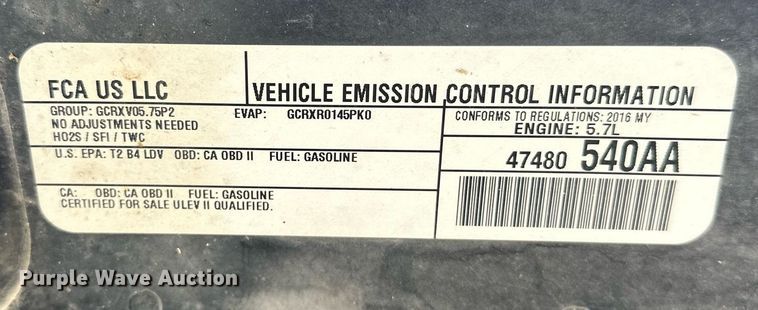 FCA US LLC
VEHICLE EMISSION CONTROL INFORMATION
GROUP: GCRXV05.75P2 EVAP: GCRXR0145PK0
NO ADJUSTMENTS NEEDED
HO2S / SFI / TWC
CONFORMS TO REGULATIONS: 2016 MY
ENGINE: 5.7L
U.S. EPA: T2 B4 LDV OBD: CA OBD II FUEL: GASOLINE
47480 540AA
CA: OBD: CA OBD II FUEL: GASOLINE
CERTIFIED FOR SALE ULEV II QUALIFIED.
Purple Wave Auction